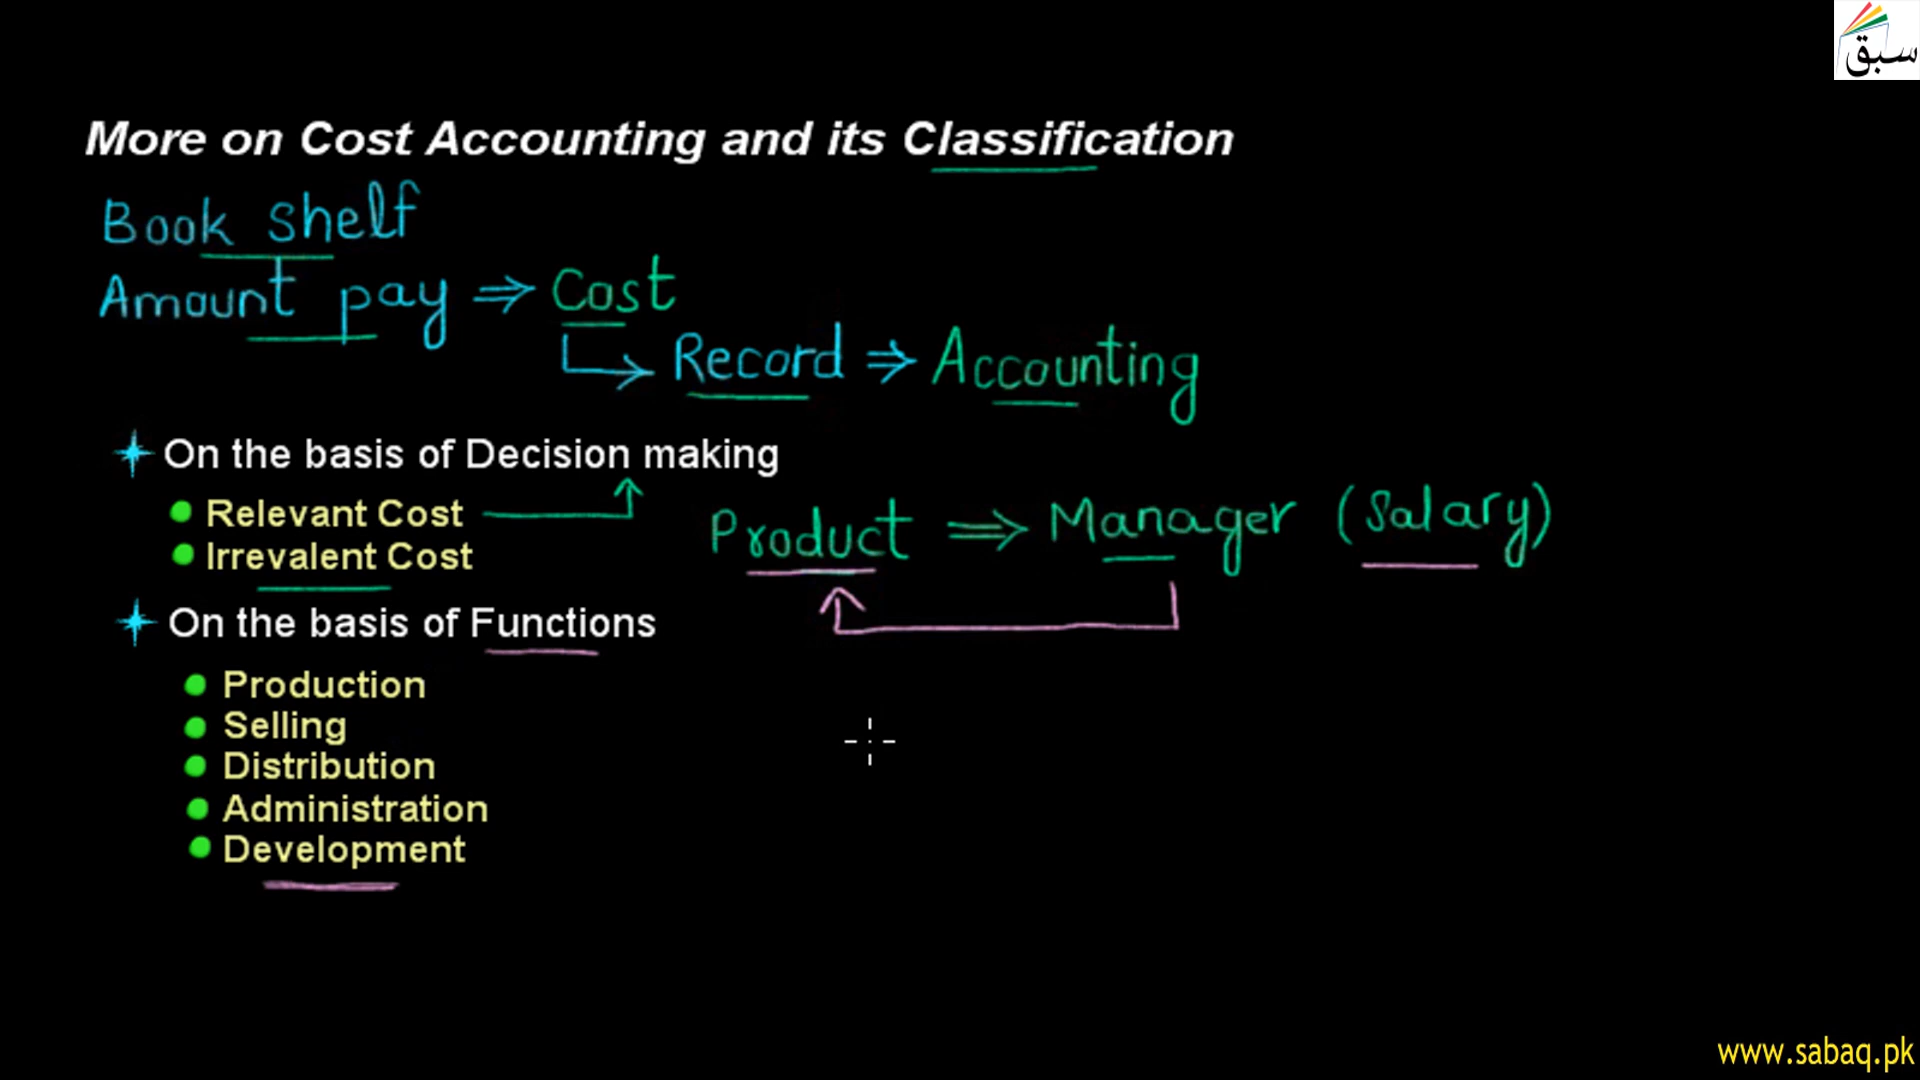 سبق
More on Cost Accounting and its Classification
Book shelf
Amount pay ⇒ Cost
Record ⇒ Accounting
On the basis of Decision making
Relevant Cost
Irrevalent Cost
Product ⇒ Manager (Salary)
On the basis of Functions
Production
Selling
Distribution
Administration
Development
www.sabaq.pk